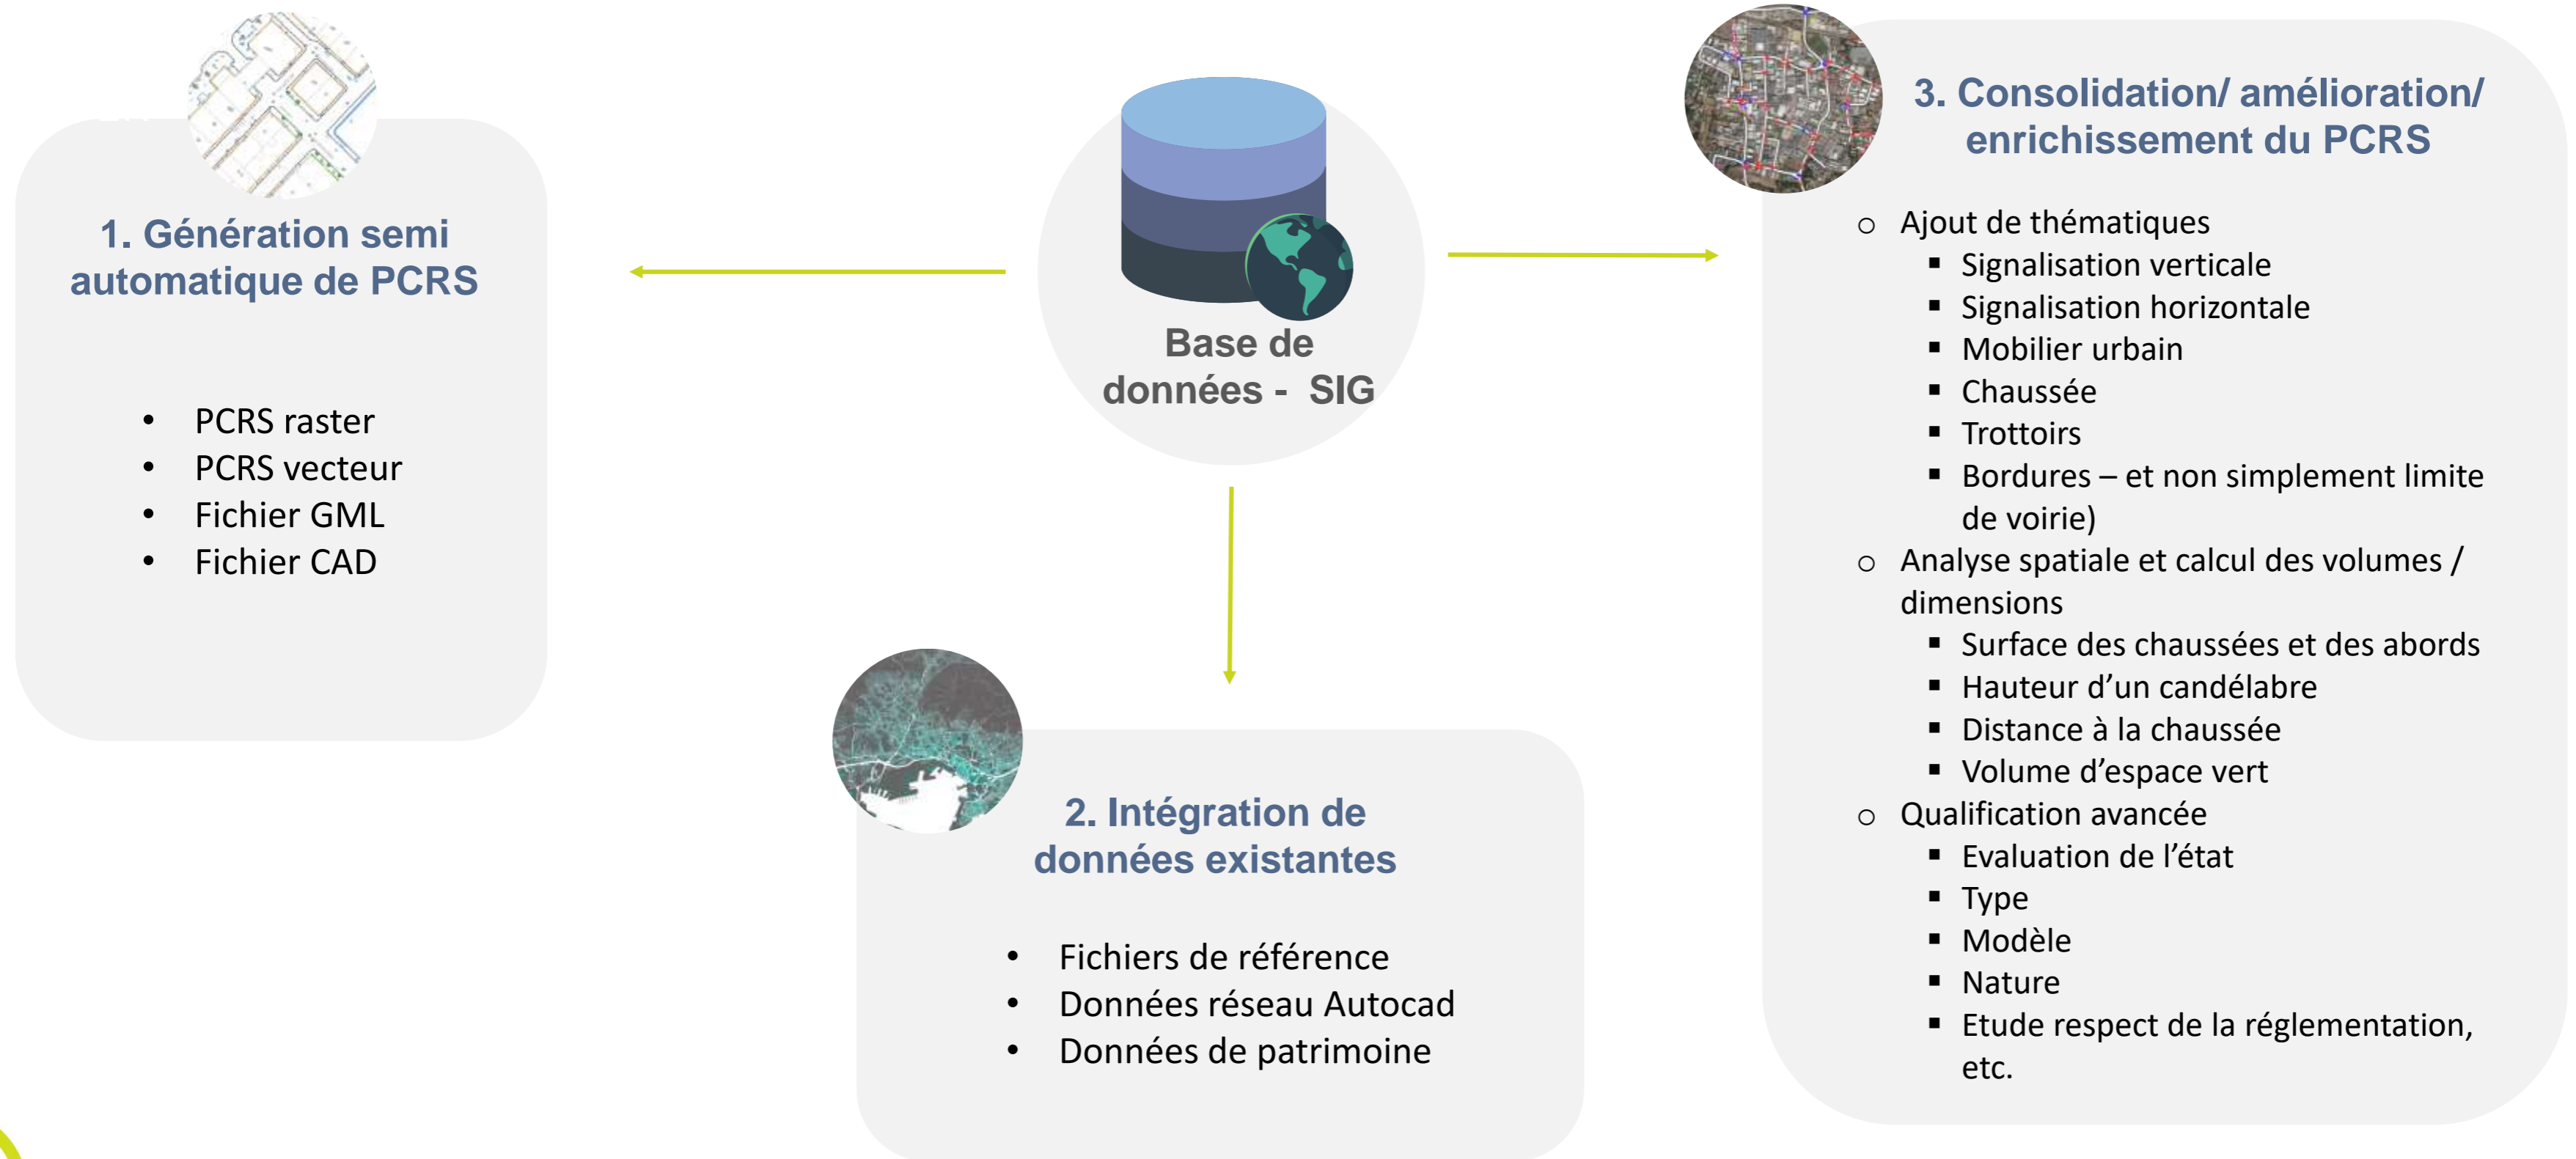 1. Génération semi
automatique de PCRS
• PCRS raster
• PCRS vecteur
• Fichier GML
• Fichier CAD
Base de
données - SIG
2. Intégration de
données existantes
• Fichiers de référence
• Données réseau Autocad
• Données de patrimoine
3. Consolidation/ amélioration/
enrichissement du PCRS
o Ajout de thématiques
▪ Signalisation verticale
▪ Signalisation horizontale
▪ Mobilier urbain
▪ Chaussée
▪ Trottoirs
▪ Bordures – et non simplement limite
de voirie)
o Analyse spatiale et calcul des volumes /
dimensions
▪ Surface des chaussées et des abords
▪ Hauteur d’un candélabre
▪ Distance à la chaussée
▪ Volume d’espace vert
o Qualification avancée
▪ Evaluation de l’état
▪ Type
▪ Modèle
▪ Nature
▪ Etude respect de la réglementation,
etc.